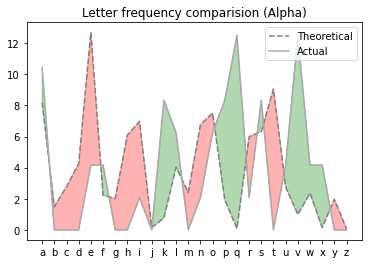 Letter frequency comparision (Alpha)
Theoretical
Actual
12
10
8
6
4
2
0
a b c d e f g h i j k l m n o p q r s t u v w x y z